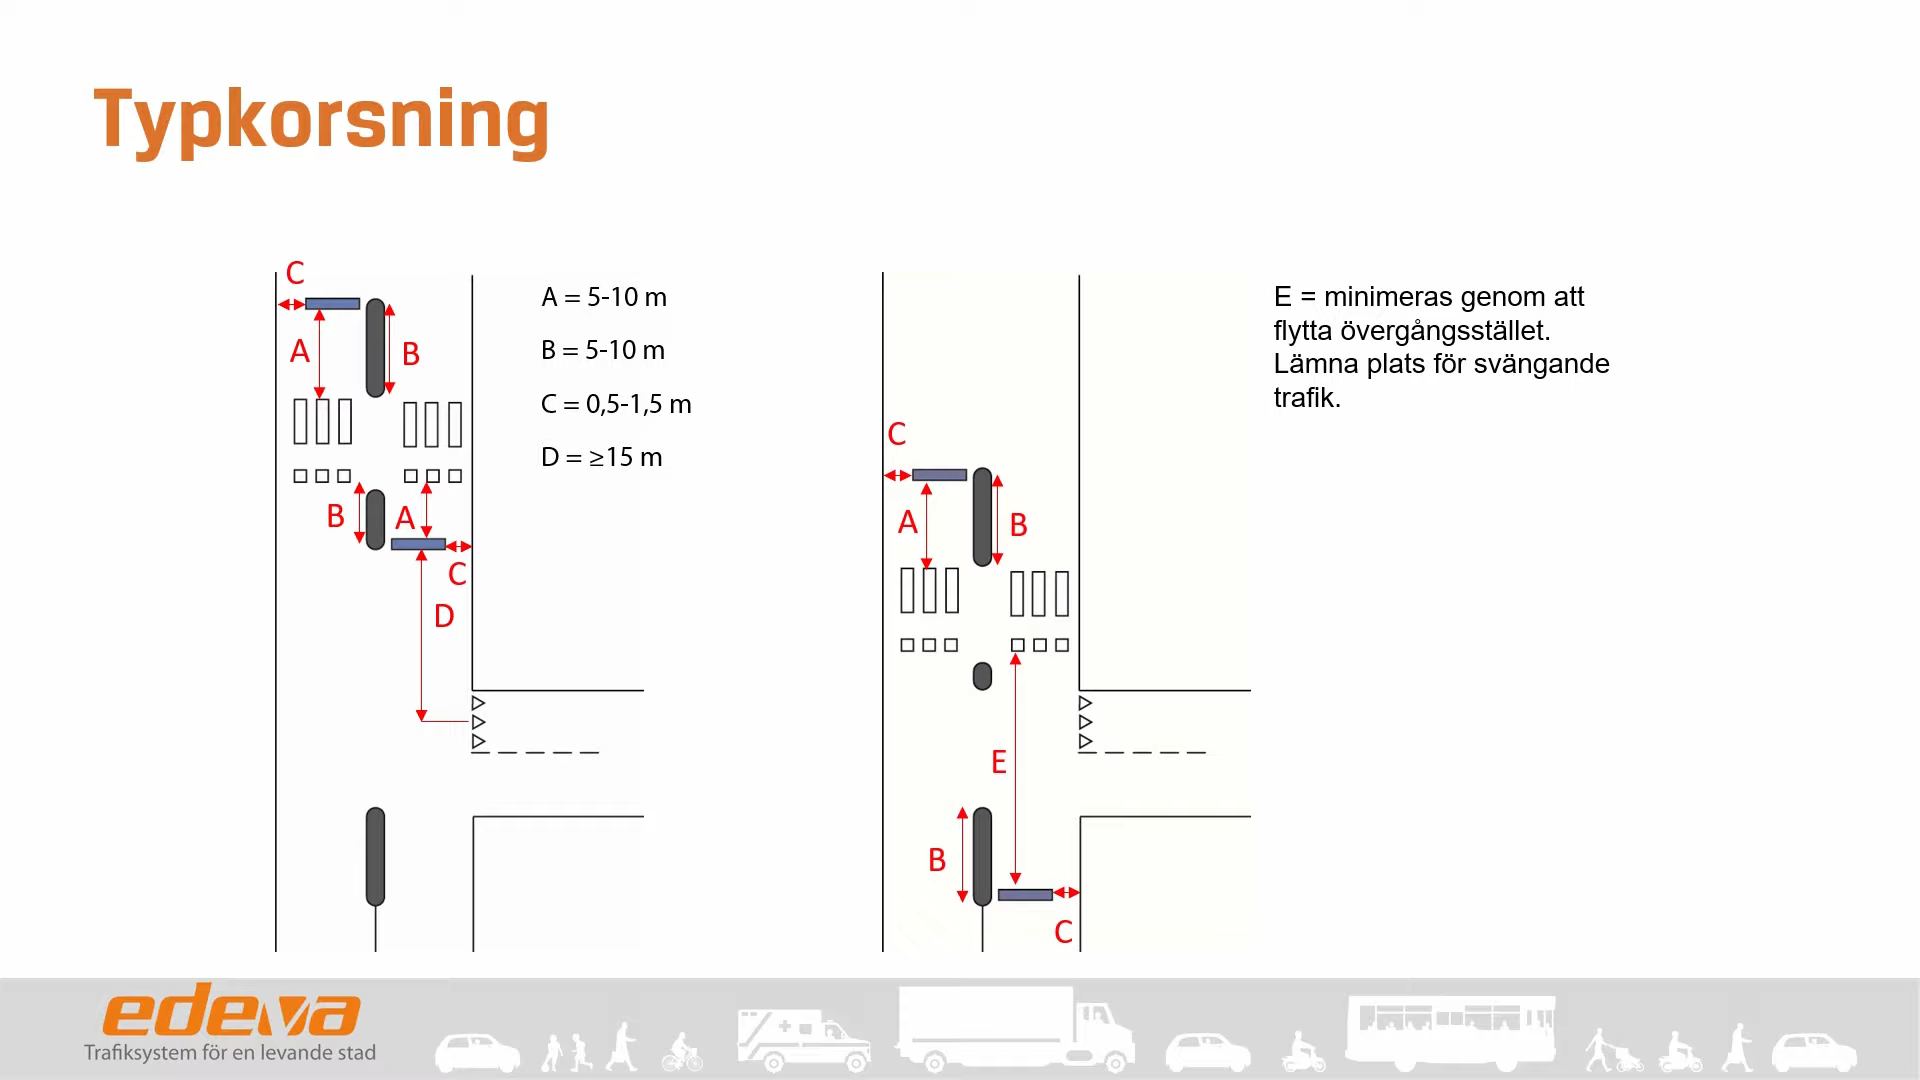 Typkorsning
C
A
B
B
A
C
D
A = 5-10 m
B = 5-10 m
C = 0,5-1,5 m
D = ≥15 m
C
A
B
E
B
C
E = minimeras genom att
flytta övergångsstället.
Lämna plats för svängande
trafik.
edeva
Trafiksystem för en levande stad